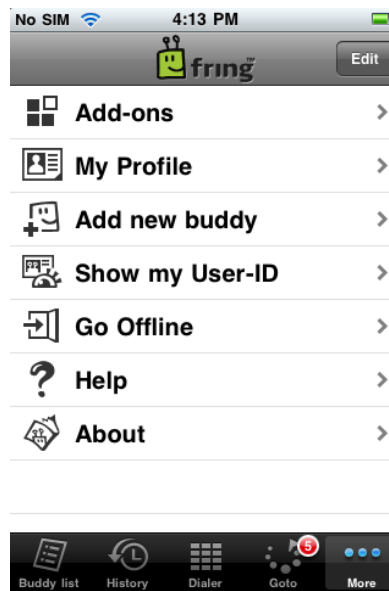 No SIM 4:13 PM
fring™ Edit
Add-ons
My Profile
Add new buddy
Show my User-ID
Go Offline
Help
About
5
Buddy list History Dialer Goto More